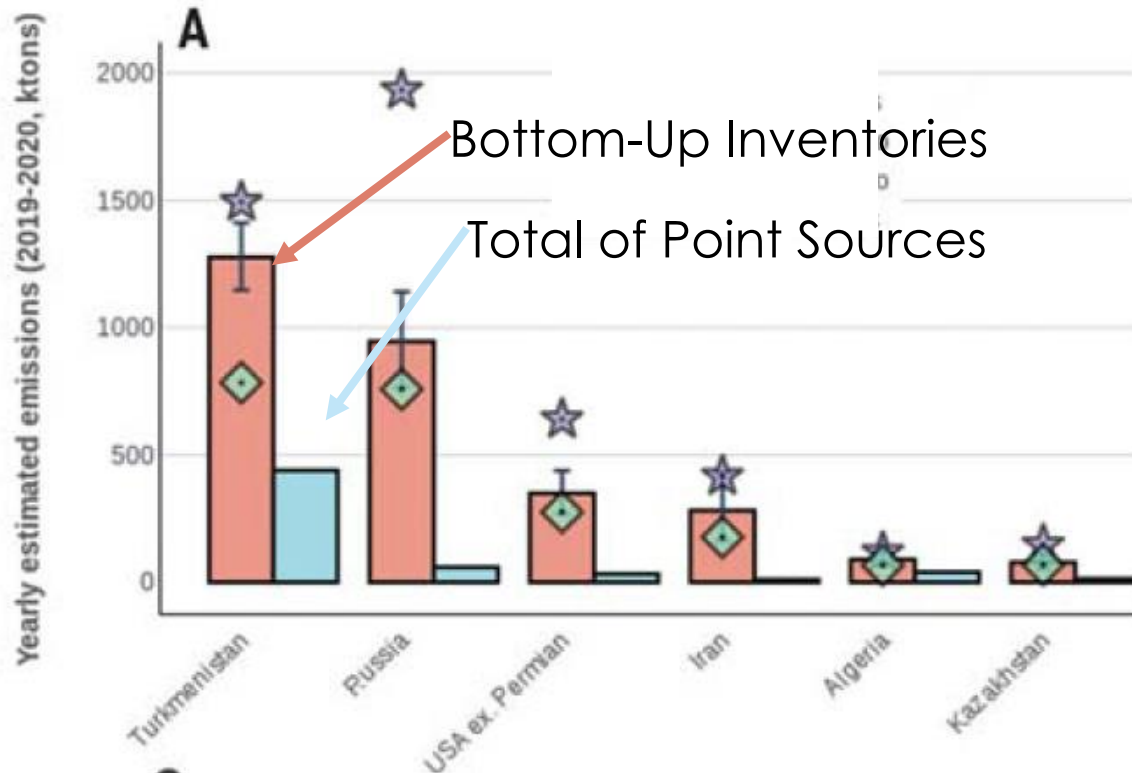 A
Yearly estimated emissions (2019-2020, ktons)
2000
1500
1000
500
0
Bottom-Up Inventories
Total of Point Sources
Turkmenistan
Russia
USA ex. Permian
Iran
Algeria
Kazakhstan